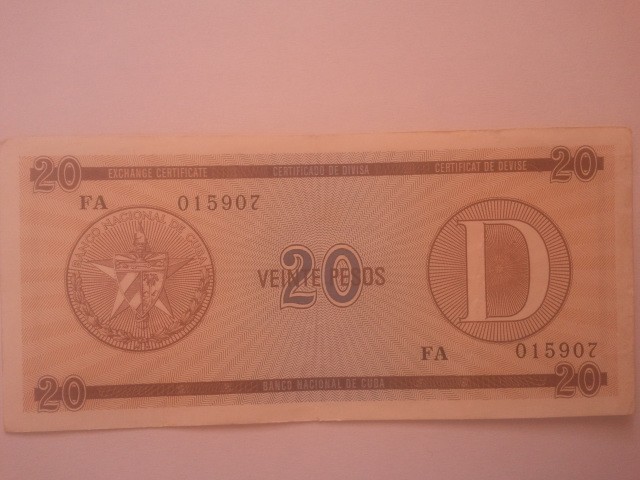 20 EXCHANGE CERTIFICATE CERTIFICADO DE DIVISA CERTIFICAT DE DEVISE 20
FA 015907
BANCO NACIONAL DE CUBA
VEINTE PESOS
20
D
FA 015907
20 BANCO NACIONAL DE CUBA 20